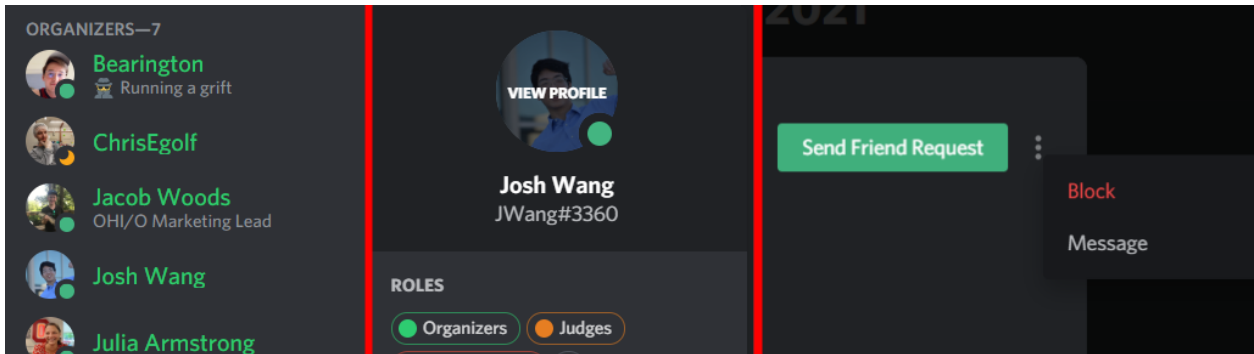 ORGANIZERS—7
Bearington
Running a grift
ChrisEgolf
Jacob Woods
OHI/O Marketing Lead
Josh Wang
Julia Armstrong
VIEW PROFILE
Josh Wang
JWang#3360
ROLES
Organizers
Judges
2021
Send Friend Request
Block
Message